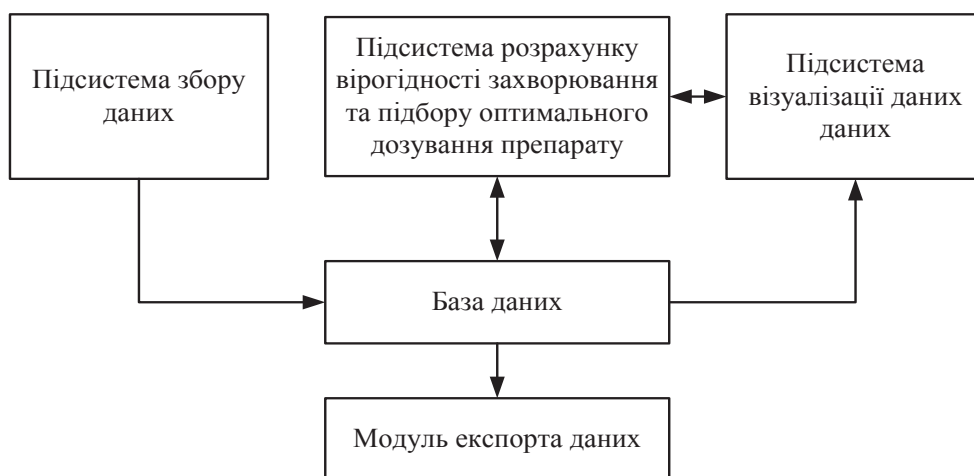 Підсистема збору
даних
Підсистема розрахунку
вірогідності захворювання
та підбору оптимального
дозування препарату
Підсистема
візуалізації даних
даних
База даних
Модуль експорта даних